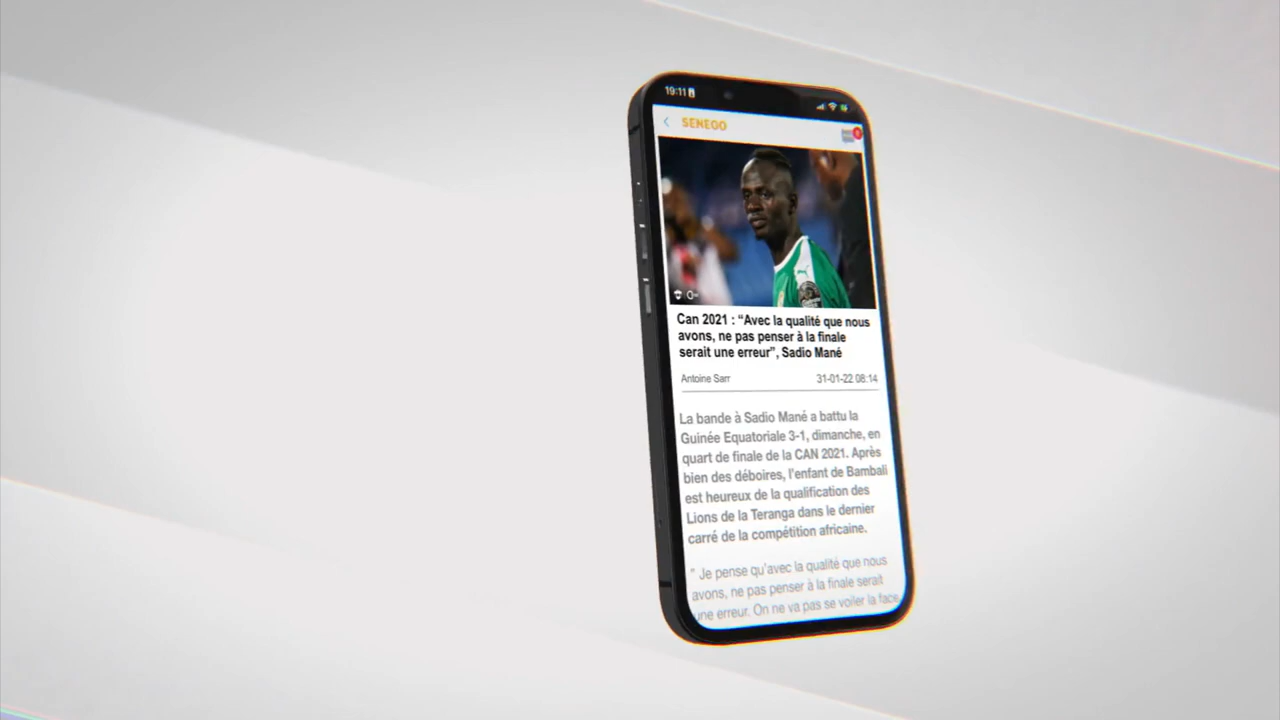 19:11
SENEGO
Can 2021 : “Avec la qualité que nous
avons, ne pas penser à la finale
serait une erreur”, Sadio Mané
Antoine Sarr 31-01-22 08:14
La bande à Sadio Mané a battu la
Guinée Equatoriale 3-1, dimanche, en
quart de finale de la CAN 2021. Après
bien des déboires, l'enfant de Bambali
est heureux de la qualification des
Lions de la Teranga dans le dernier
carré de la compétition africaine.
" Je pense qu'avec la qualité que nous
avons, ne pas penser à la finale serait
une erreur. On ne va pas se voiler la face